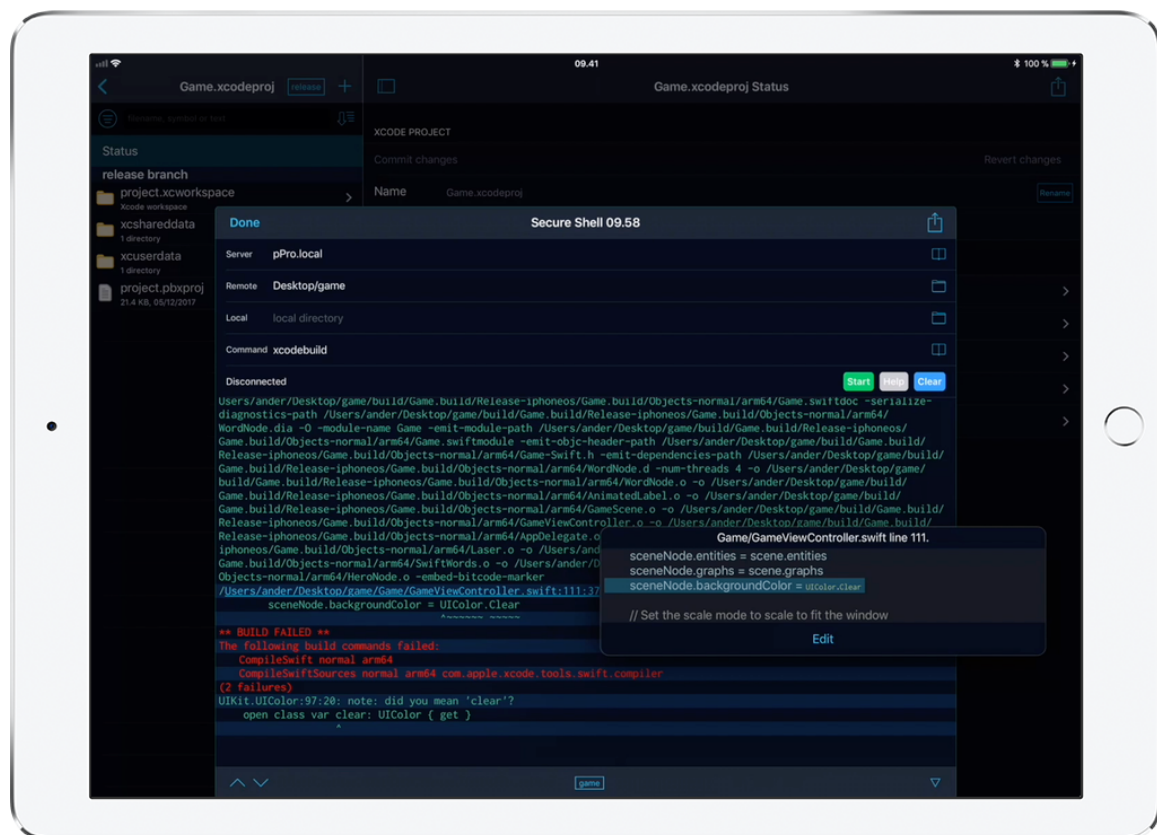 09.41
100 %
Game.xcodeproj
release
Game.xcodeproj Status
Filename, symbol or text
XCODE PROJECT
Status
Commit changes
Revert changes
release branch
project.xcworkspace
Xcode workspace
Name
Game.xcodeproj
Rename
xcshareddata
1 directory
xcuserdata
1 directory
project.pbxproj
21.4 KB, 05/12/2017
Done
Secure Shell 09.58
Server pPro.local
Remote Desktop/game
Local local directory
Command xcodebuild
Disconnected
Start
Help
Clear
Users/ander/Desktop/game/build/Game.build/Release-iphoneos/Game.build/Objects-normal/arm64/Game.swiftdoc -serialize-
diagnostics-path /Users/ander/Desktop/game/build/Game.build/Release-iphoneos/Game.build/Objects-normal/arm64/
WordNode.dia -O -module-name Game -emit-module-path /Users/ander/Desktop/game/build/Game.build/Release-iphoneos/
Game.build/Objects-normal/arm64/Game.swiftmodule -emit-objc-header-path /Users/ander/Desktop/game/build/Game.build/
Release-iphoneos/Game.build/Objects-normal/arm64/Game-Swift.h -emit-dependencies-path /Users/ander/Desktop/game/build/
Game.build/Release-iphoneos/Game.build/Objects-normal/arm64/WordNode.d -num-threads 4 -o /Users/ander/Desktop/game/
build/Game.build/Release-iphoneos/Game.build/Objects-normal/arm64/WordNode.o -o /Users/ander/Desktop/game/build/
Game.build/Release-iphoneos/Game.build/Objects-normal/arm64/AnimatedLabel.o -o /Users/ander/Desktop/game/build/
Game.build/Release-iphoneos/Game.build/Objects-normal/arm64/GameScene.o -o /Users/ander/Desktop/game/build/Game.build/
Release-iphoneos/Game.build/Objects-normal/arm64/GameViewController.o -o /Users/ander/Desktop/game/build/Game.build/
Release-iphoneos/Game.build/Objects-normal/arm64/AppDelegate.o
iphoneos/Game.build/Objects-normal/arm64/Laser.o -o /Users/and
Game.build/Objects-normal/arm64/SwiftWords.o -o /Users/ander/D
Objects-normal/arm64/HeroNode.o -embed-bitcode-marker
/Users/ander/Desktop/game/Game/GameViewController.swift:111:37
sceneNode.backgroundColor = UIColor.Clear
^~~~~~~ ~~~~~
** BUILD FAILED **
The following build commands failed:
CompileSwift normal arm64
CompileSwiftSources normal arm64 com.apple.xcode.tools.swift.compiler
(2 failures)
UIKit.UIColor:97:20: note: did you mean 'clear'?
open class var clear: UIColor { get }
^
Game/GameViewController.swift line 111.
sceneNode.entities = scene.entities
sceneNode.graphs = scene.graphs
sceneNode.backgroundColor = UIColor.Clear
// Set the scale mode to scale to fit the window
Edit
game